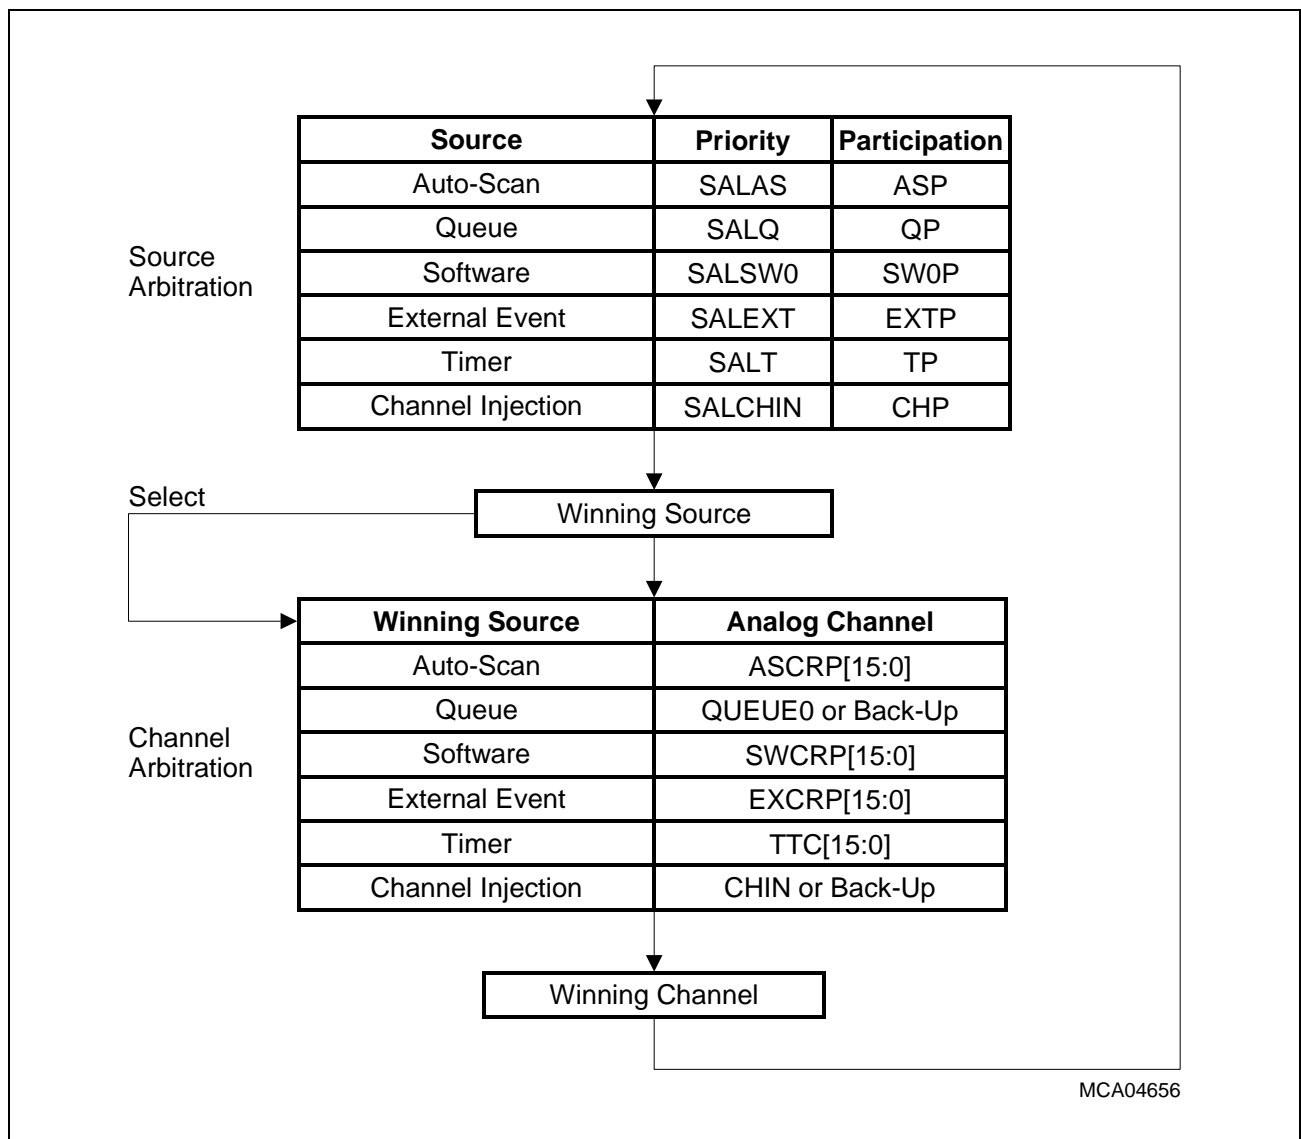 Source Priority Participation
Auto-Scan SALAS ASP
Queue SALQ QP
Source
Arbitration
Software SALSW0 SW0P
External Event SALEXT EXTP
Timer SALT TP
Channel Injection SALCHIN CHP
Select
Winning Source
Winning Source Analog Channel
Auto-Scan ASCRP[15:0]
Queue QUEUE0 or Back-Up
Channel
Arbitration
Software SWCRP[15:0]
External Event EXCRP[15:0]
Timer TTC[15:0]
Channel Injection CHIN or Back-Up
Winning Channel
MCA04656